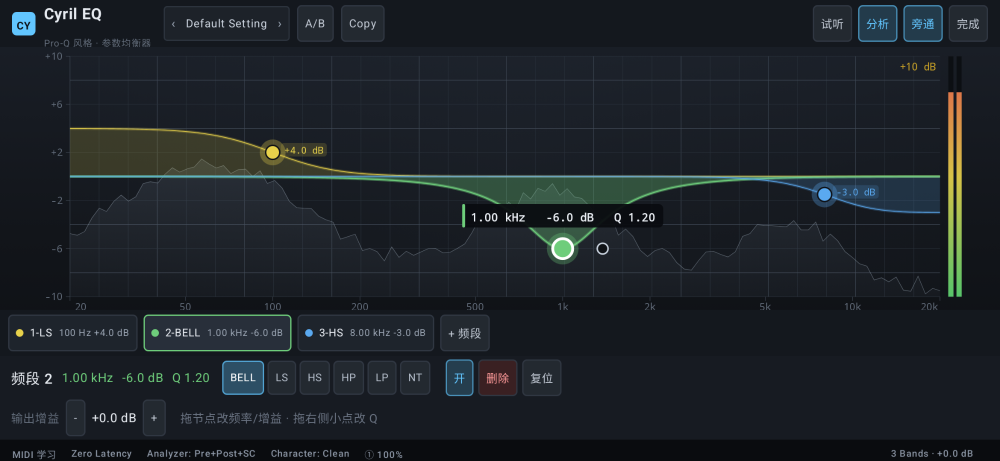 CY
Cyril EQ
Pro-Q 风格 · 参数均衡器
‹ Default Setting ›
A/B
Copy
试听
分析
旁通
完成
+10
+6
+2
−2
−6
−10
+10 dB
+4.0 dB
-3.0 dB
1.00 kHz -6.0 dB Q 1.20
20 50 100 200 500 1k 2k 5k 10k 20k
1-LS 100 Hz +4.0 dB
2-BELL 1.00 kHz -6.0 dB
3-HS 8.00 kHz -3.0 dB
+ 频段
频段 2 1.00 kHz -6.0 dB Q 1.20
BELL LS HS HP LP NT
开 删除 复位
输出增益 - +0.0 dB + 拖节点改频率/增益 · 拖右侧小点改 Q
MIDI 学习 Zero Latency Analyzer: Pre+Post+SC Character: Clean ① 100% 3 Bands · +0.0 dB